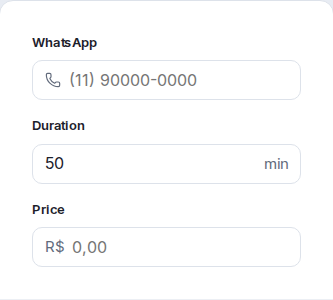 WhatsApp
(11) 90000-0000
Duration
50 min
Price
R$ 0,00